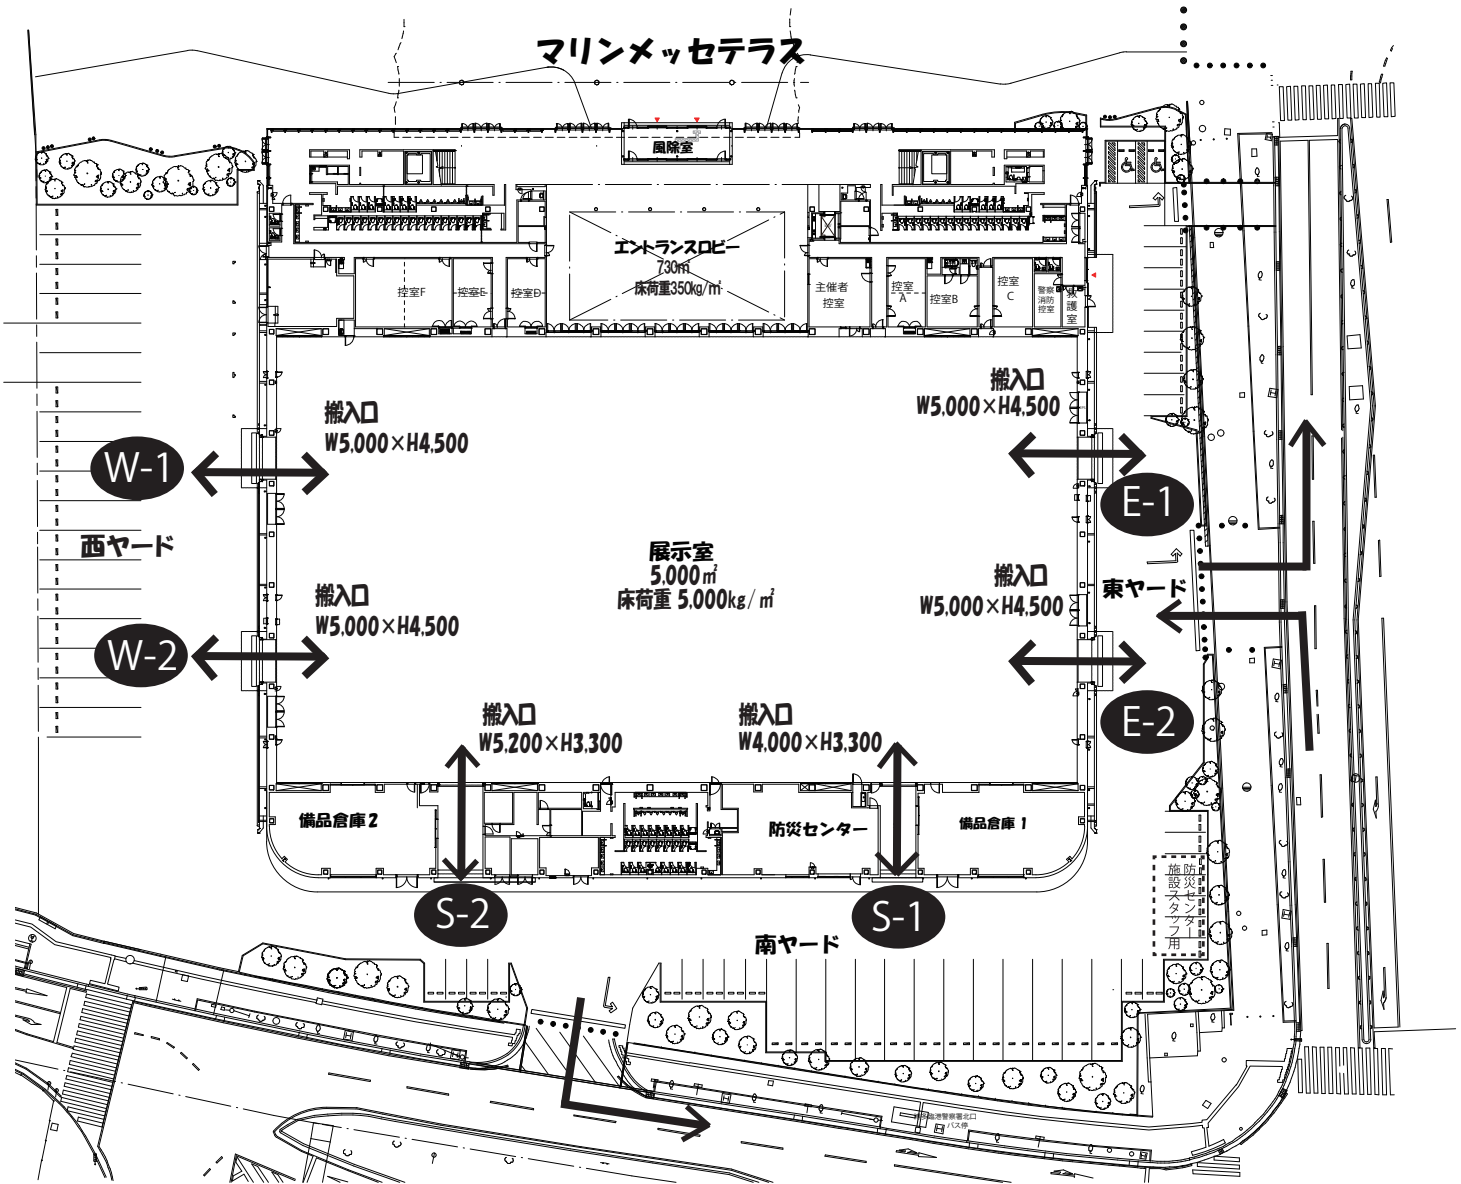 マリンメッセテラス
風除室
エントランスロビー
730㎡
床荷重350kg/㎡
控室F
控室E
控室D
主催者
控室
控室
A
控室B
控室
C
警察
消防
控室
救護室
搬入口
W5,000×H4,500
搬入口
W5,000×H4,500
W-1
E-1
西ヤード
展示室
5,000㎡
床荷重 5,000kg/㎡
搬入口
W5,000×H4,500
搬入口
W5,000×H4,500
東ヤード
W-2
E-2
搬入口
W5,200×H3,300
搬入口
W4,000×H3,300
備品倉庫2
防災センター
備品倉庫1
防災センター
施設スタッフ用
S-2
S-1
南ヤード
バス停